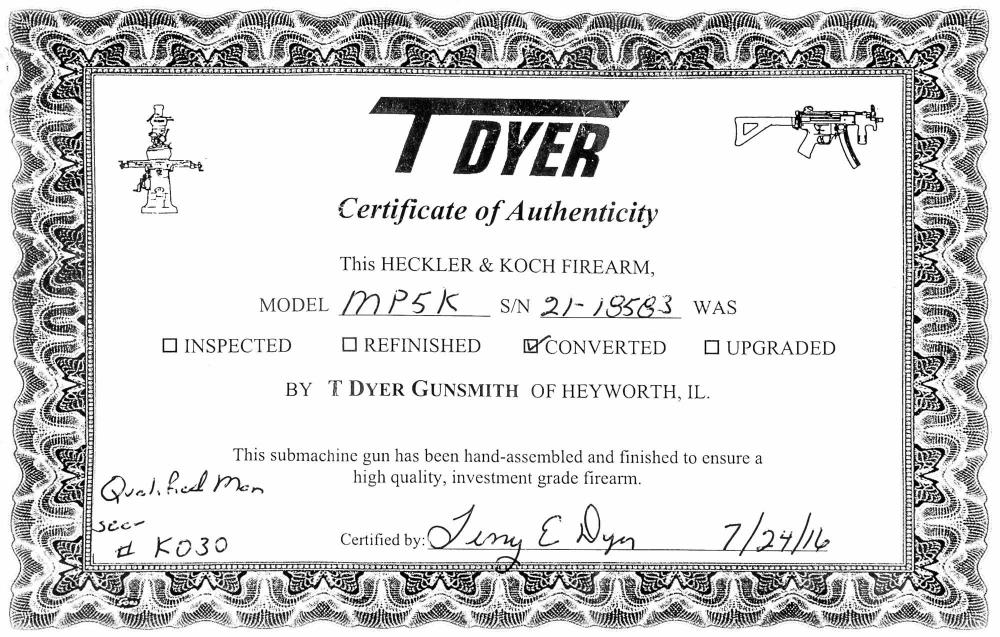 T DYER
Certificate of Authenticity
This HECKLER & KOCH FIREARM,
MODEL MP5K S/N 21-18583 WAS
☐ INSPECTED ☐ REFINISHED ☑ CONVERTED ☐ UPGRADED
BY T DYER GUNSMITH OF HEYWORTH, IL.
This submachine gun has been hand-assembled and finished to ensure a
high quality, investment grade firearm.
Qualified Man
sec-
# K030
Certified by: Terry E Dyer 7/24/16